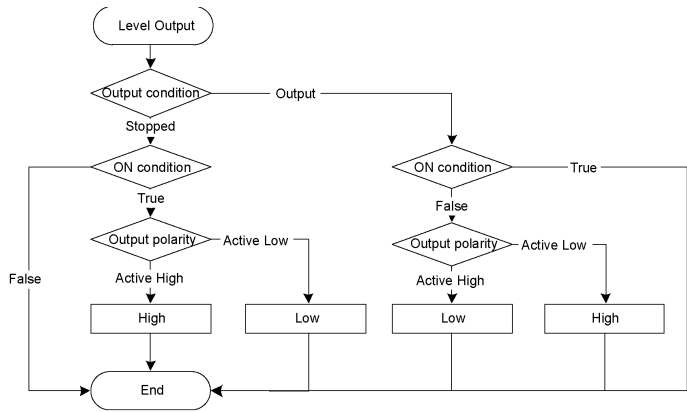 Level Output
Output condition
Output
Stopped
ON condition
ON condition
True
True
False
Output polarity
Active Low
Output polarity
Active Low
False
Active High
Active High
High
Low
Low
High
End